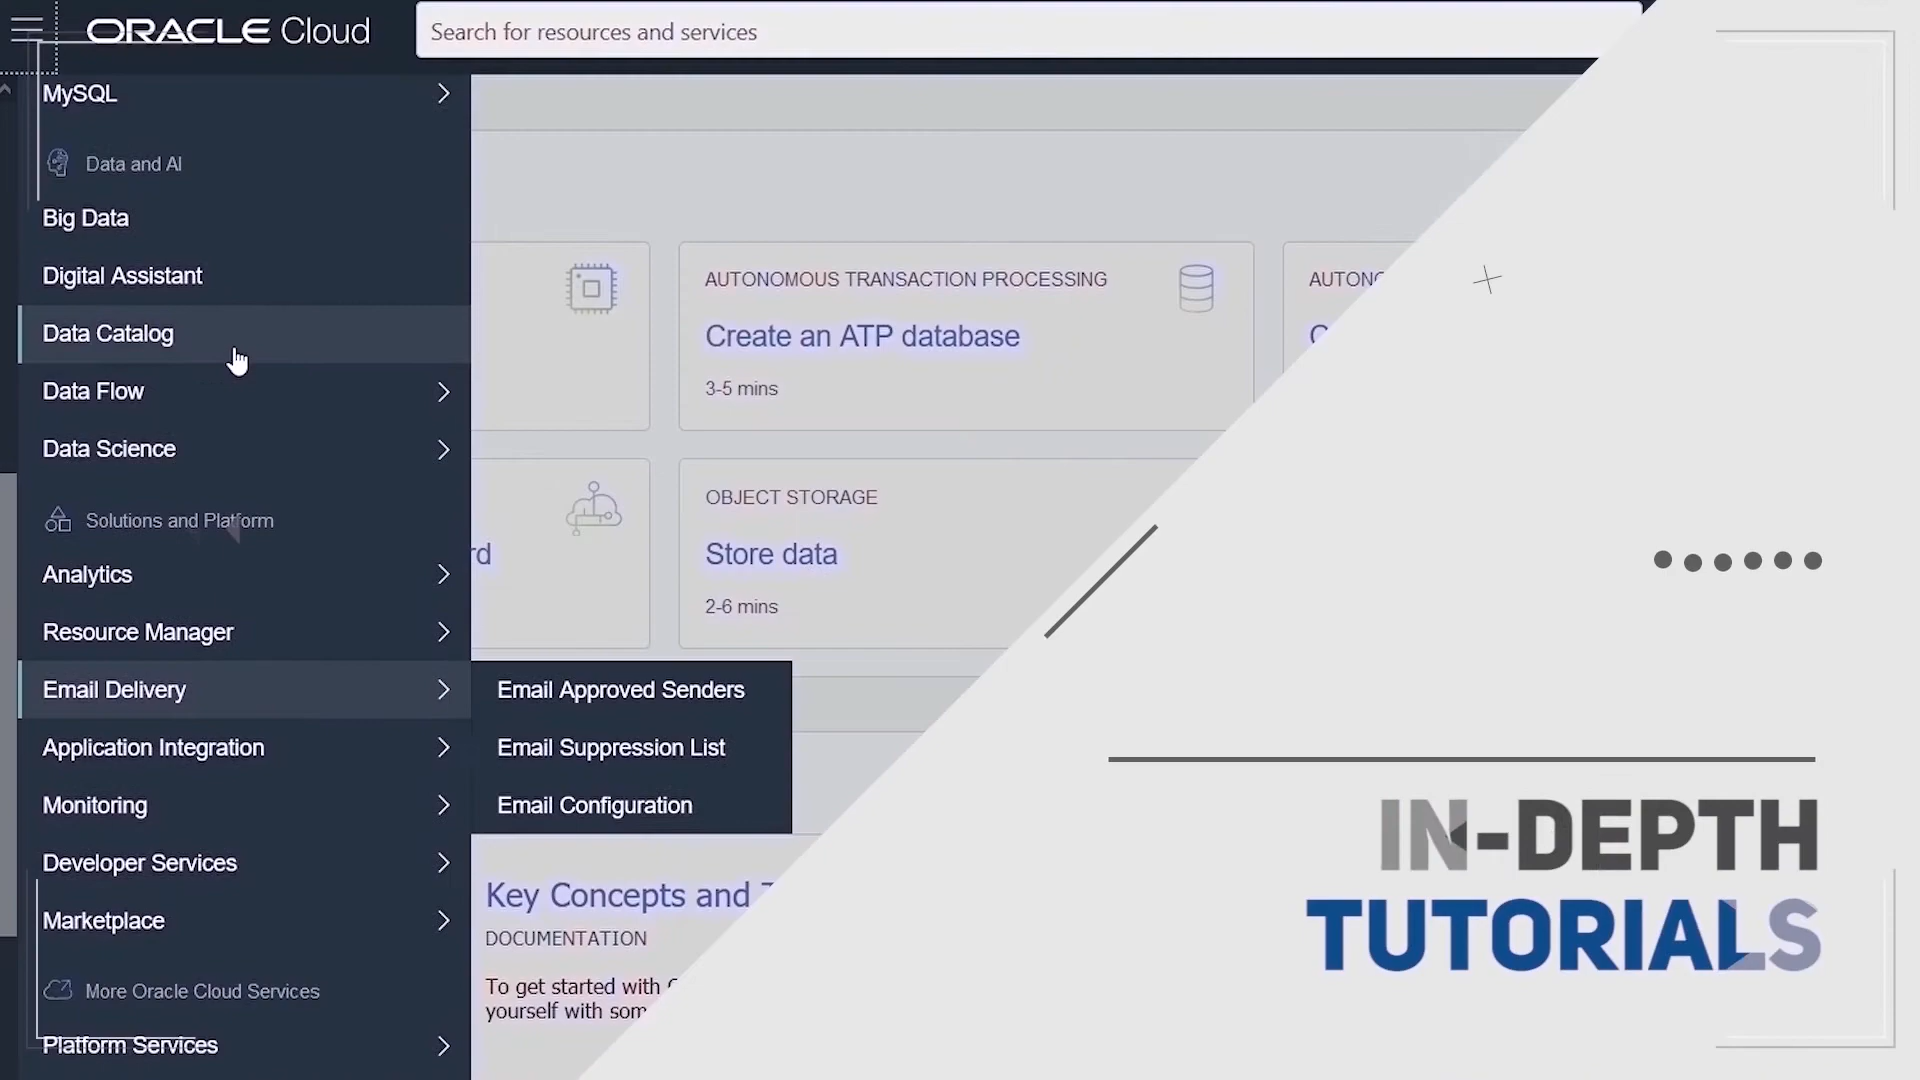 ORACLE Cloud
Search for resources and services
MySQL
Data and AI
Big Data
Digital Assistant
Data Catalog
Data Flow
Data Science
Solutions and Platform
Analytics
Resource Manager
Email Delivery
Application Integration
Monitoring
Developer Services
Marketplace
More Oracle Cloud Services
Platform Services
Email Approved Senders
Email Suppression List
Email Configuration
AUTONOMOUS TRANSACTION PROCESSING
Create an ATP database
3-5 mins
OBJECT STORAGE
Store data
2-6 mins
Key Concepts and
DOCUMENTATION
To get started with
yourself with som
IN-DEPTH
TUTORIALS